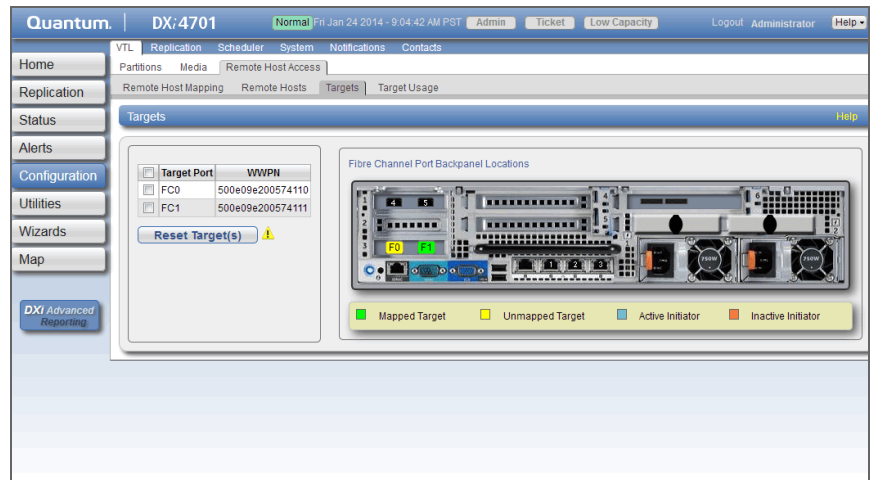 Quantum. DXi4701 Normal Fri Jan 24 2014 - 9:04:42 AM PST Admin Ticket Low Capacity Logout Administrator Help
VTL Replication Scheduler System Notifications Contacts
Home
Partitions Media Remote Host Access
Replication
Remote Host Mapping Remote Hosts Targets Target Usage
Status
Targets Help
Alerts
Configuration
Utilities
Wizards
Map
DXi Advanced
Reporting
Target Port WWPN
FC0 500e09e200574110
FC1 500e09e200574111
Reset Target(s)
Fibre Channel Port Backpanel Locations
1 4 5 4 6
2 5
3 F0 F1 1 2 3
750W 750W
Mapped Target Unmapped Target Active Initiator Inactive Initiator